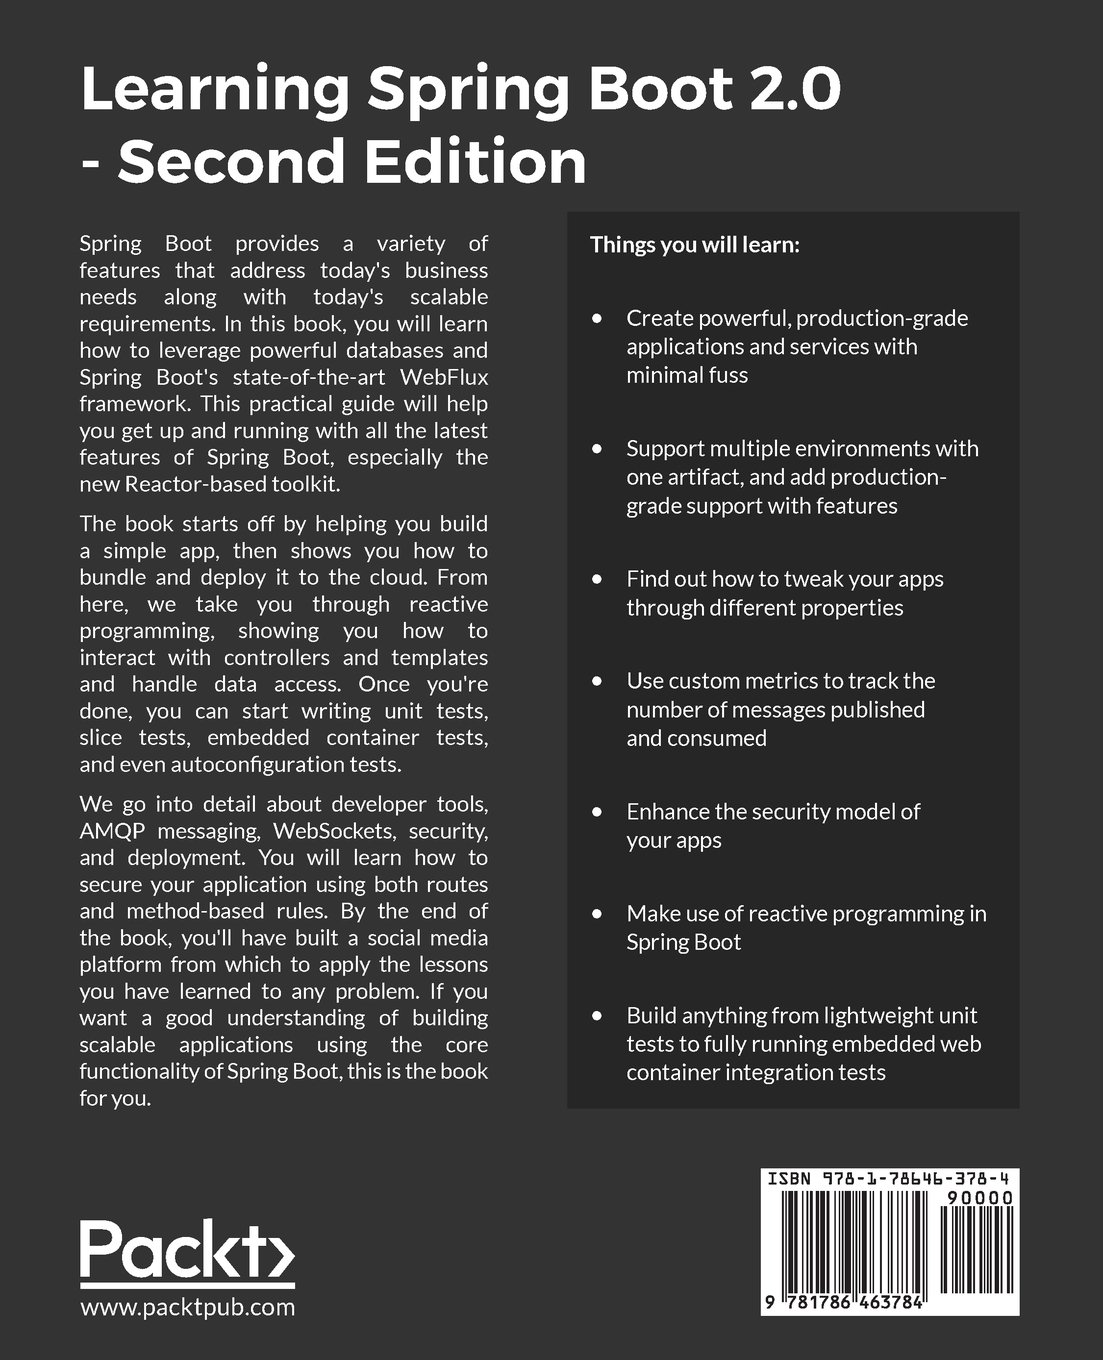 Learning Spring Boot 2.0
- Second Edition
Spring Boot provides a variety of
features that address today's business
needs along with today's scalable
requirements. In this book, you will learn
how to leverage powerful databases and
Spring Boot's state-of-the-art WebFlux
framework. This practical guide will help
you get up and running with all the latest
features of Spring Boot, especially the
new Reactor-based toolkit.
The book starts off by helping you build
a simple app, then shows you how to
bundle and deploy it to the cloud. From
here, we take you through reactive
programming, showing you how to
interact with controllers and templates
and handle data access. Once you're
done, you can start writing unit tests,
slice tests, embedded container tests,
and even autoconfiguration tests.
We go into detail about developer tools,
AMQP messaging, WebSockets, security,
and deployment. You will learn how to
secure your application using both routes
and method-based rules. By the end of
the book, you'll have built a social media
platform from which to apply the lessons
you have learned to any problem. If you
want a good understanding of building
scalable applications using the core
functionality of Spring Boot, this is the book
for you.
Things you will learn:
• Create powerful, production-grade
applications and services with
minimal fuss
• Support multiple environments with
one artifact, and add production-
grade support with features
• Find out how to tweak your apps
through different properties
• Use custom metrics to track the
number of messages published
and consumed
• Enhance the security model of
your apps
• Make use of reactive programming in
Spring Boot
• Build anything from lightweight unit
tests to fully running embedded web
container integration tests
Packt>
www.packtpub.com
ISBN 978-1-78646-378-4
90000
9 781786 463784